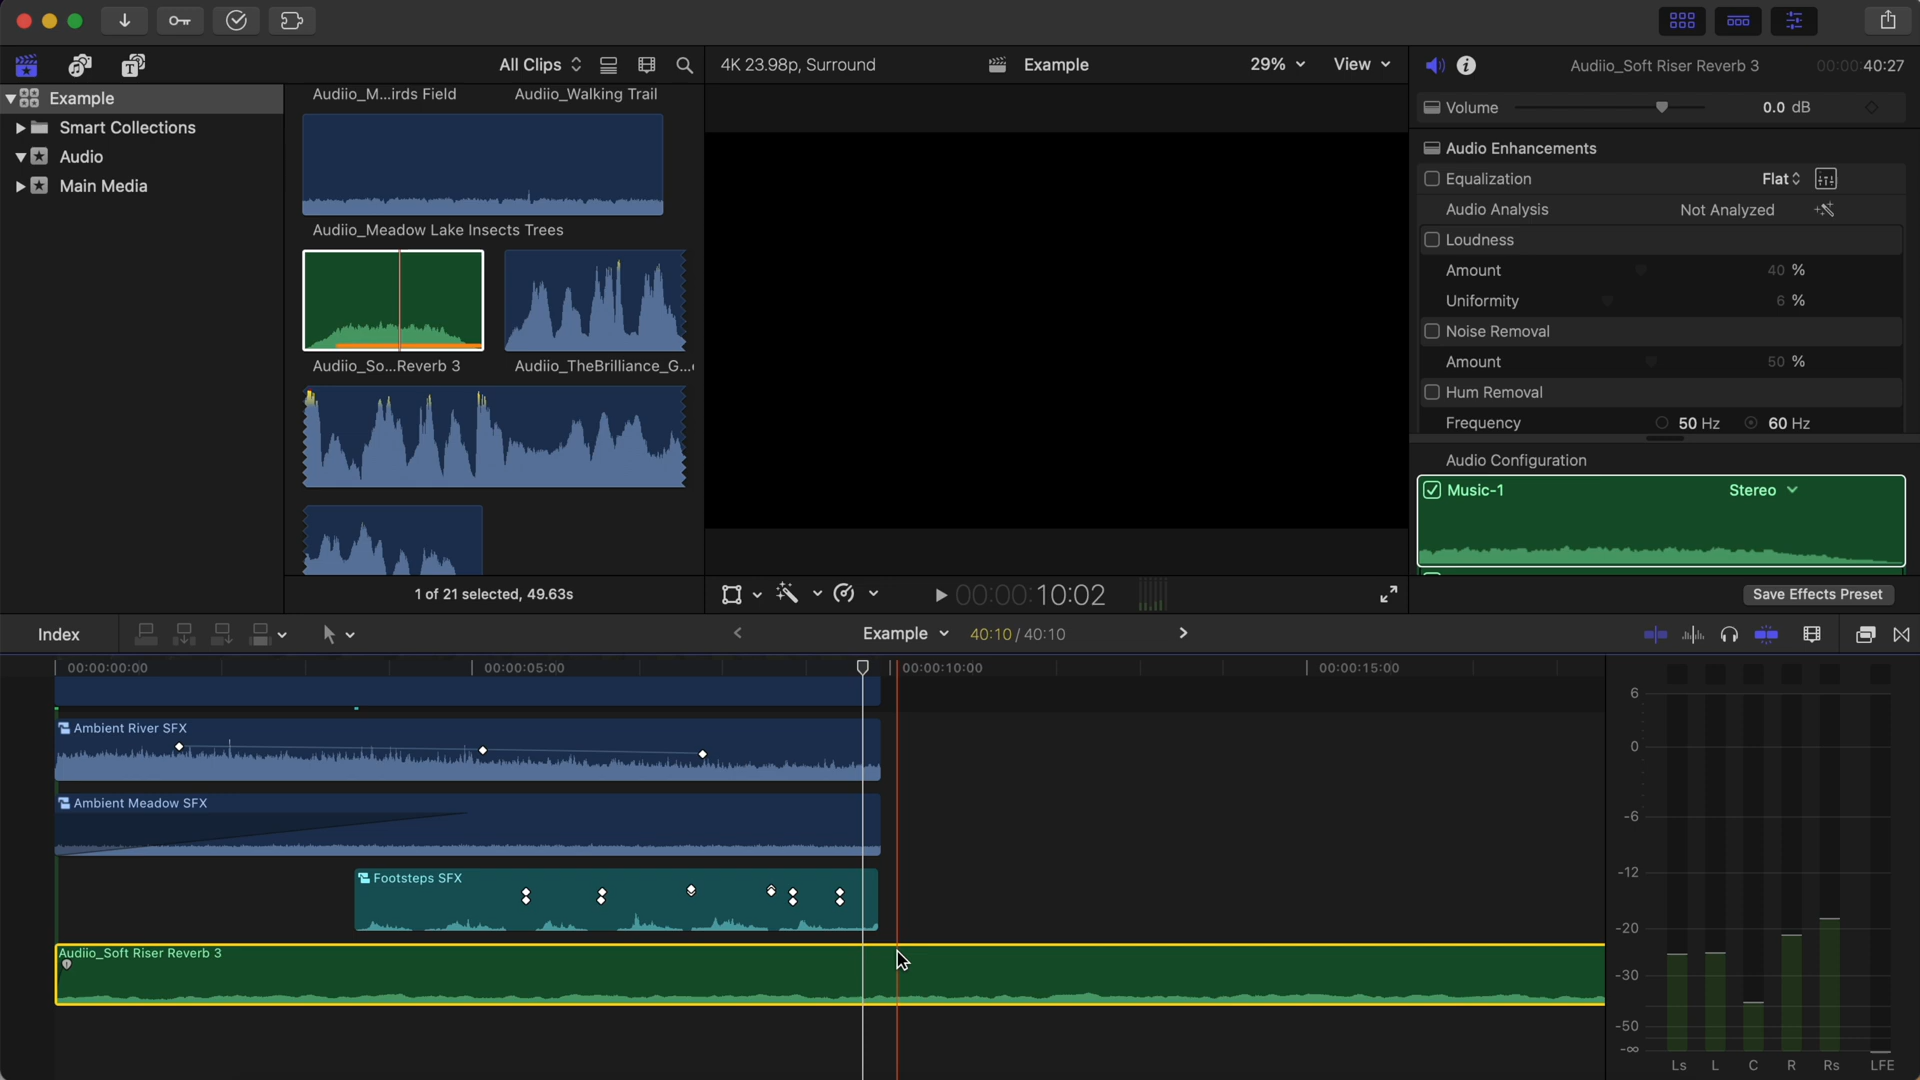 All Clips
4K 23.98p, Surround
Example
29%
View
Audiio_Soft Riser Reverb 3
00:00:40:27
Example
Smart Collections
Audio
Main Media
Audiio_M...irds Field
Audiio_Walking Trail
Audiio_Meadow Lake Insects Trees
Audiio_So...Reverb 3
Audiio_TheBrilliance_G...
1 of 21 selected, 49.63s
00:00:10:02
Volume
0.0 dB
Audio Enhancements
Equalization
Flat
Audio Analysis
Not Analyzed
Loudness
Amount
40 %
Uniformity
6 %
Noise Removal
Amount
50 %
Hum Removal
Frequency
50 Hz
60 Hz
Audio Configuration
Music-1
Stereo
Save Effects Preset
Index
Example
40:10 / 40:10
00:00:00:00
00:00:05:00
00:00:10:00
00:00:15:00
Ambient River SFX
Ambient Meadow SFX
Footsteps SFX
Audiio_Soft Riser Reverb 3
6
0
-6
-12
-20
-30
-50
-∞
Ls
L
C
R
Rs
LFE